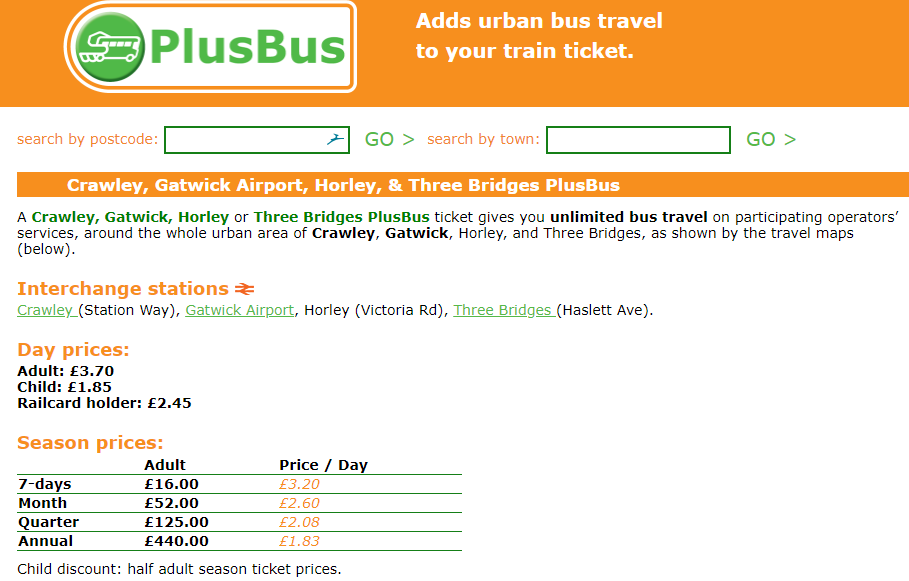 PlusBus
Adds urban bus travel
to your train ticket.
search by postcode: GO > search by town: GO >
Crawley, Gatwick Airport, Horley, & Three Bridges PlusBus
A Crawley, Gatwick, Horley or Three Bridges PlusBus ticket gives you unlimited bus travel on participating operators’
services, around the whole urban area of Crawley, Gatwick, Horley, and Three Bridges, as shown by the travel maps
(below).
Interchange stations
Crawley (Station Way), Gatwick Airport, Horley (Victoria Rd), Three Bridges (Haslett Ave).
Day prices:
Adult: £3.70
Child: £1.85
Railcard holder: £2.45
Season prices:
Adult Price / Day
7-days £16.00 £3.20
Month £52.00 £2.60
Quarter £125.00 £2.08
Annual £440.00 £1.83
Child discount: half adult season ticket prices.